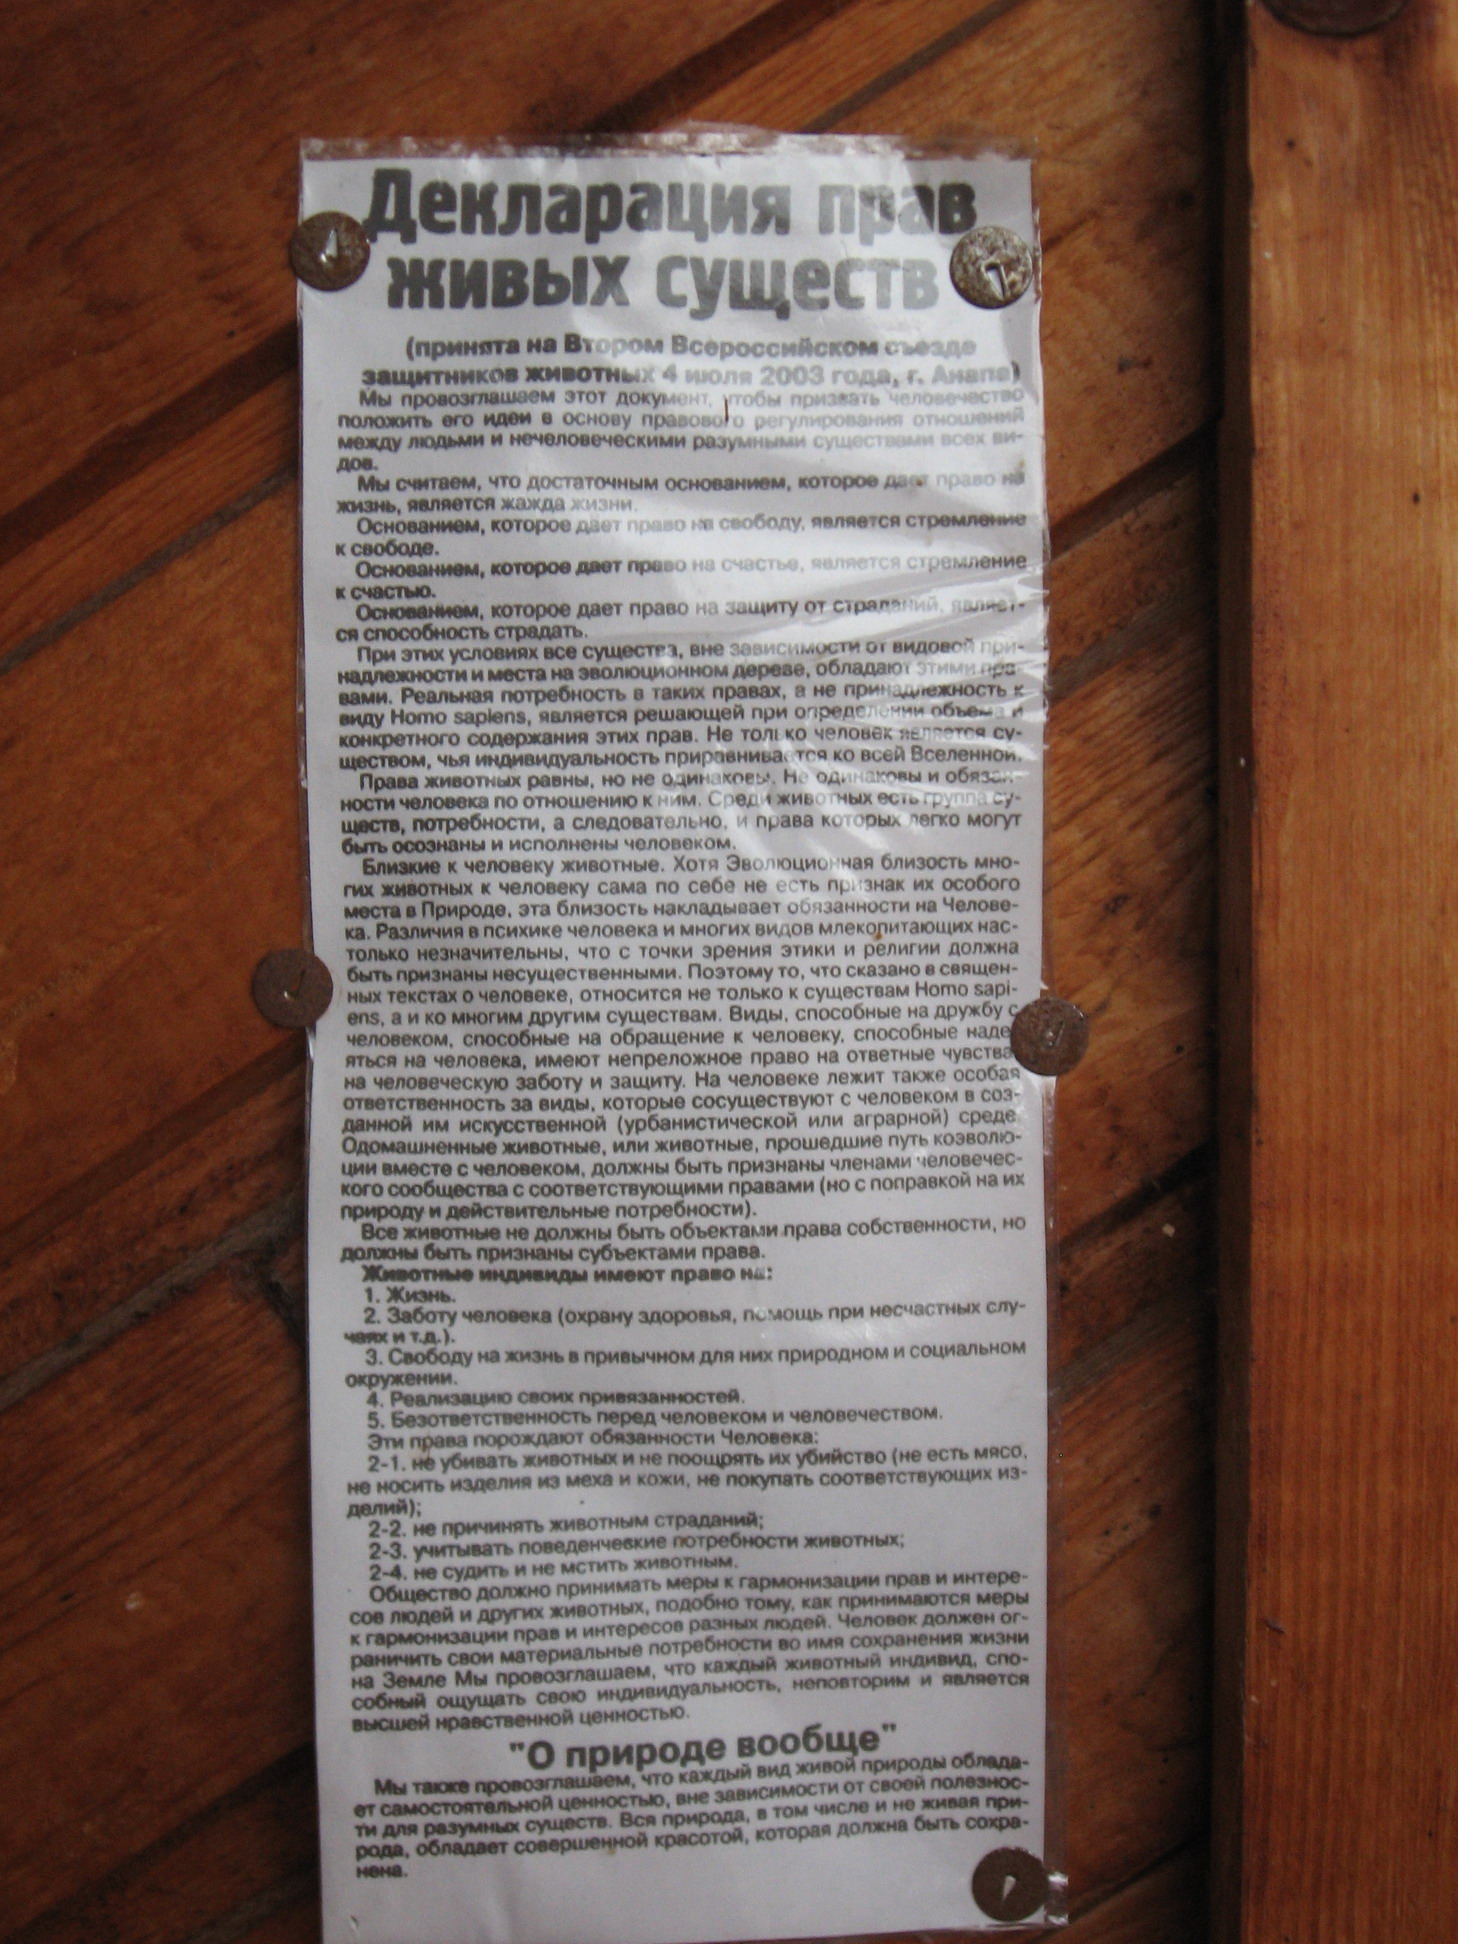 Декларация прав
живых существ
(принята на Втором Всероссийском съезде
защитников животных 4 июля 2003 года, г. Анапа)
Мы провозглашаем этот документ, чтобы призвать человечество
положить его идеи в основу правового регулирования отношений
между людьми и нечеловеческими разумными существами всех ви-
дов.
Мы считаем, что достаточным основанием, которое дает право на
жизнь, является жажда жизни.
Основанием, которое дает право на свободу, является стремление
к свободе.
Основанием, которое дает право на счастье, является стремление
к счастью.
Основанием, которое дает право на защиту от страданий, являет-
ся способность страдать.
При этих условиях все существа, вне зависимости от видовой при-
надлежности и места на эволюционном дереве, обладают этими пра-
вами. Реальная потребность в таких правах, а не принадлежность к
виду Homo sapiens, является решающей при определении объема и
конкретного содержания этих прав. Не только человек является су-
ществом, чья индивидуальность приравнивается ко всей Вселенной.
Права животных равны, но не одинаковы. Не одинаковы и обязан-
ности человека по отношению к ним. Среди животных есть группа су-
ществ, потребности, а следовательно, и права которых легко могут
быть осознаны и исполнены человеком.
Близкие к человеку животные. Хотя Эволюционная близость мно-
гих животных к человеку сама по себе не есть признак их особого
места в Природе, эта близость накладывает обязанности на Челове-
ка. Различия в психике человека и многих видов млекопитающих нас-
только незначительны, что с точки зрения этики и религии должна
быть признаны несущественными. Поэтому то, что сказано в священ-
ных текстах о человеке, относится не только к существам Homo sapi-
ens, а и ко многим другим существам. Виды, способные на дружбу с
человеком, способные на обращение к человеку, способные наде-
яться на человека, имеют непреложное право на ответные чувства,
на человеческую заботу и защиту. На человеке лежит также особая
ответственность за виды, которые сосуществуют с человеком в соз-
данной им искусственной (урбанистической или аграрной) среде.
Одомашненные животные, или животные, прошедшие путь коэволю-
ции вместе с человеком, должны быть признаны членами человечес-
кого сообщества с соответствующими правами (но с поправкой на их
природу и действительные потребности).
Все животные не должны быть объектами права собственности, но
должны быть признаны субъектами права.
Животные индивиды имеют право на:
1. Жизнь.
2. Заботу человека (охрану здоровья, помощь при несчастных слу-
чаях и т.д.).
3. Свободу на жизнь в привычном для них природном и социальном
окружении.
4. Реализацию своих привязанностей.
5. Безответственность перед человеком и человечеством.
Эти права порождают обязанности Человека:
2-1. не убивать животных и не поощрять их убийство (не есть мясо,
не носить изделия из меха и кожи, не покупать соответствующих из-
делий);
2-2. не причинять животным страданий;
2-3. учитывать поведенческие потребности животных;
2-4. не судить и не мстить животным.
Общество должно принимать меры к гармонизации прав и интере-
сов людей и других животных, подобно тому, как принимаются меры
к гармонизации прав и интересов разных людей. Человек должен ог-
раничить свои материальные потребности во имя сохранения жизни
на Земле Мы провозглашаем, что каждый животный индивид, спо-
собный ощущать свою индивидуальность, неповторим и является
высшей нравственной ценностью.
"О природе вообще"
Мы также провозглашаем, что каждый вид живой природы облада-
ет самостоятельной ценностью, вне зависимости от своей полезнос-
ти для разумных существ. Вся природа, в том числе и не живая при-
рода, обладает совершенной красотой, которая должна быть сохра-
нена.